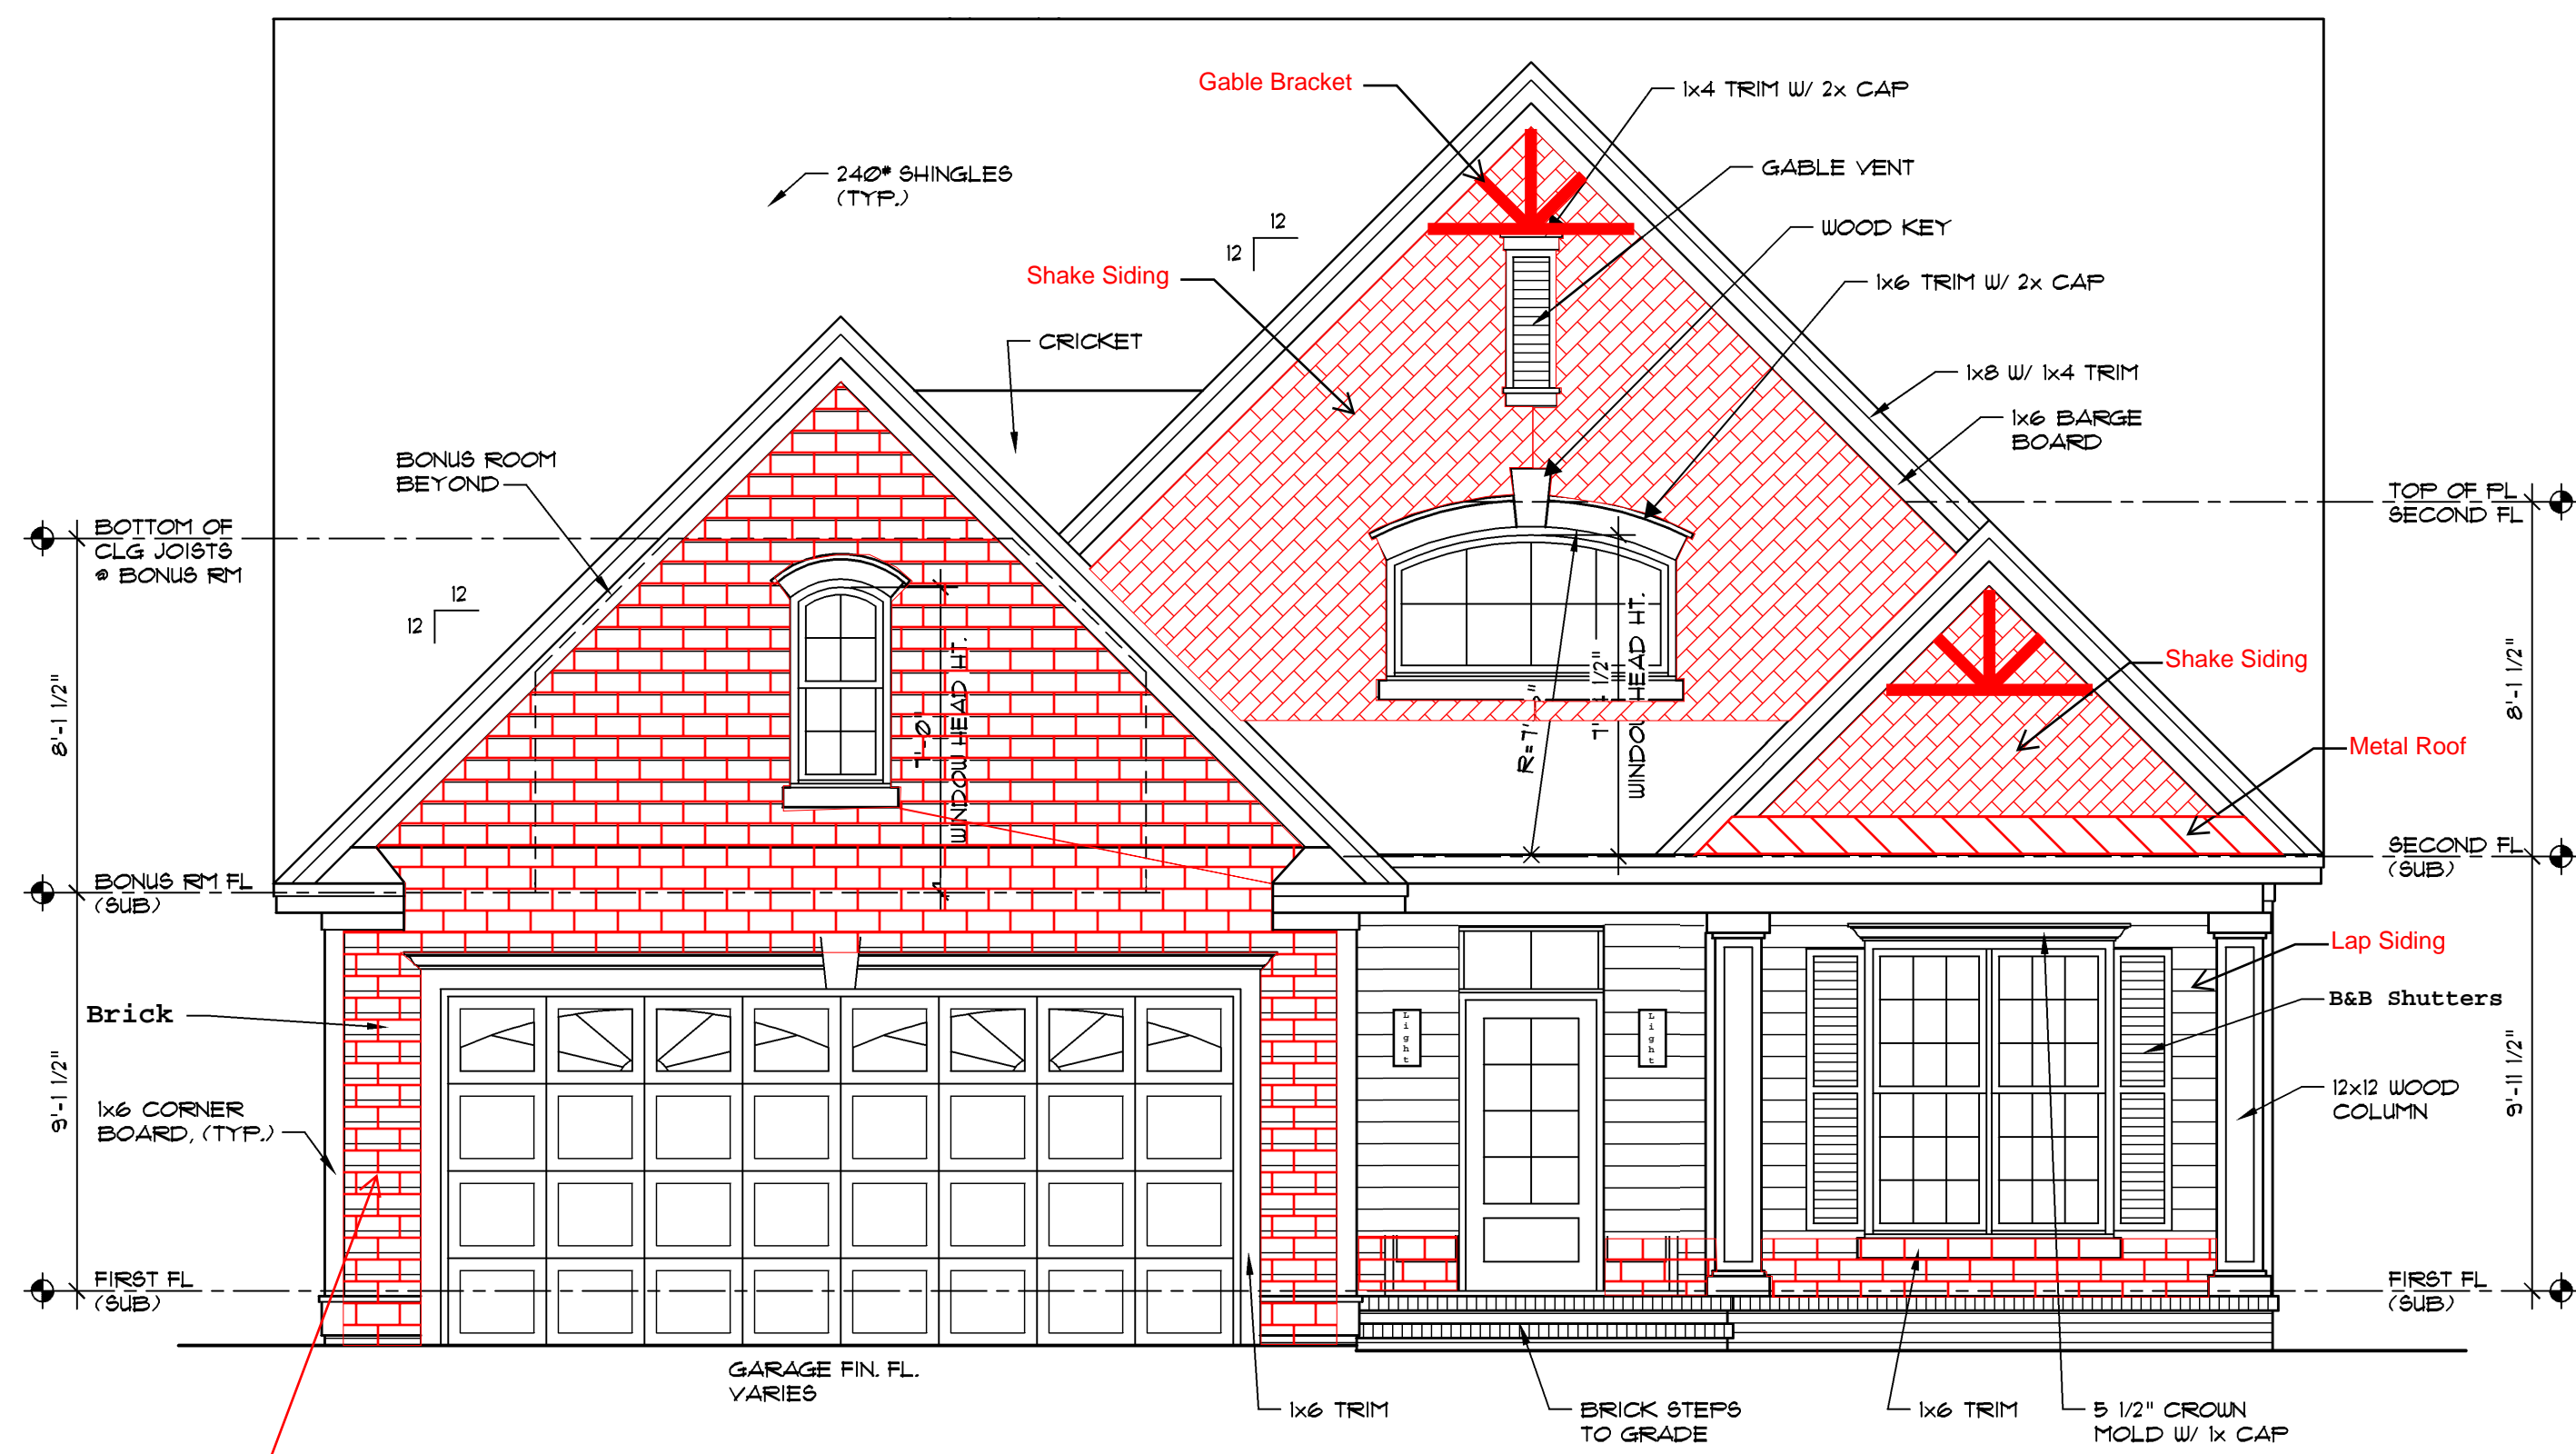 Gable Bracket
1x4 TRIM W/ 2x CAP
240# SHINGLES
(TYP.)
GABLE VENT
12
12
WOOD KEY
Shake Siding
1x6 TRIM W/ 2x CAP
CRICKET
1x8 W/ 1x4 TRIM
1x6 BARGE
BOARD
BONUS ROOM
BEYOND
TOP OF PL
SECOND FL
BOTTOM OF
CLG JOISTS
@ BONUS RM
12
12
8'-1 1/2"
WINDOW HEAD HT.
WINDOW HEAD HT.
8'-1 1/2"
Shake Siding
Metal Roof
SECOND FL
(SUB)
BONUS RM FL
(SUB)
Lap Siding
B&B Shutters
Brick
Light
Light
9'-1 1/2"
9'-11 1/2"
1x6 CORNER
BOARD, (TYP.)
12x12 WOOD
COLUMN
FIRST FL
(SUB)
FIRST FL
(SUB)
GARAGE FIN. FL.
VARIES
1x6 TRIM
BRICK STEPS
TO GRADE
1x6 TRIM
5 1/2" CROWN
MOLD W/ 1x CAP